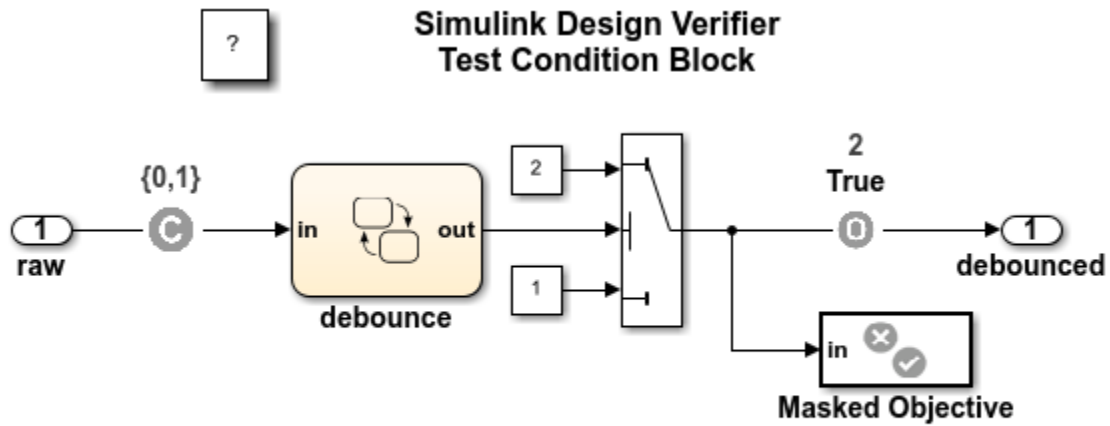 ?
Simulink Design Verifier
Test Condition Block
{0,1}
1
raw
C
in
out
debounce
2
1
2
True
O
1
debounced
in
Masked Objective